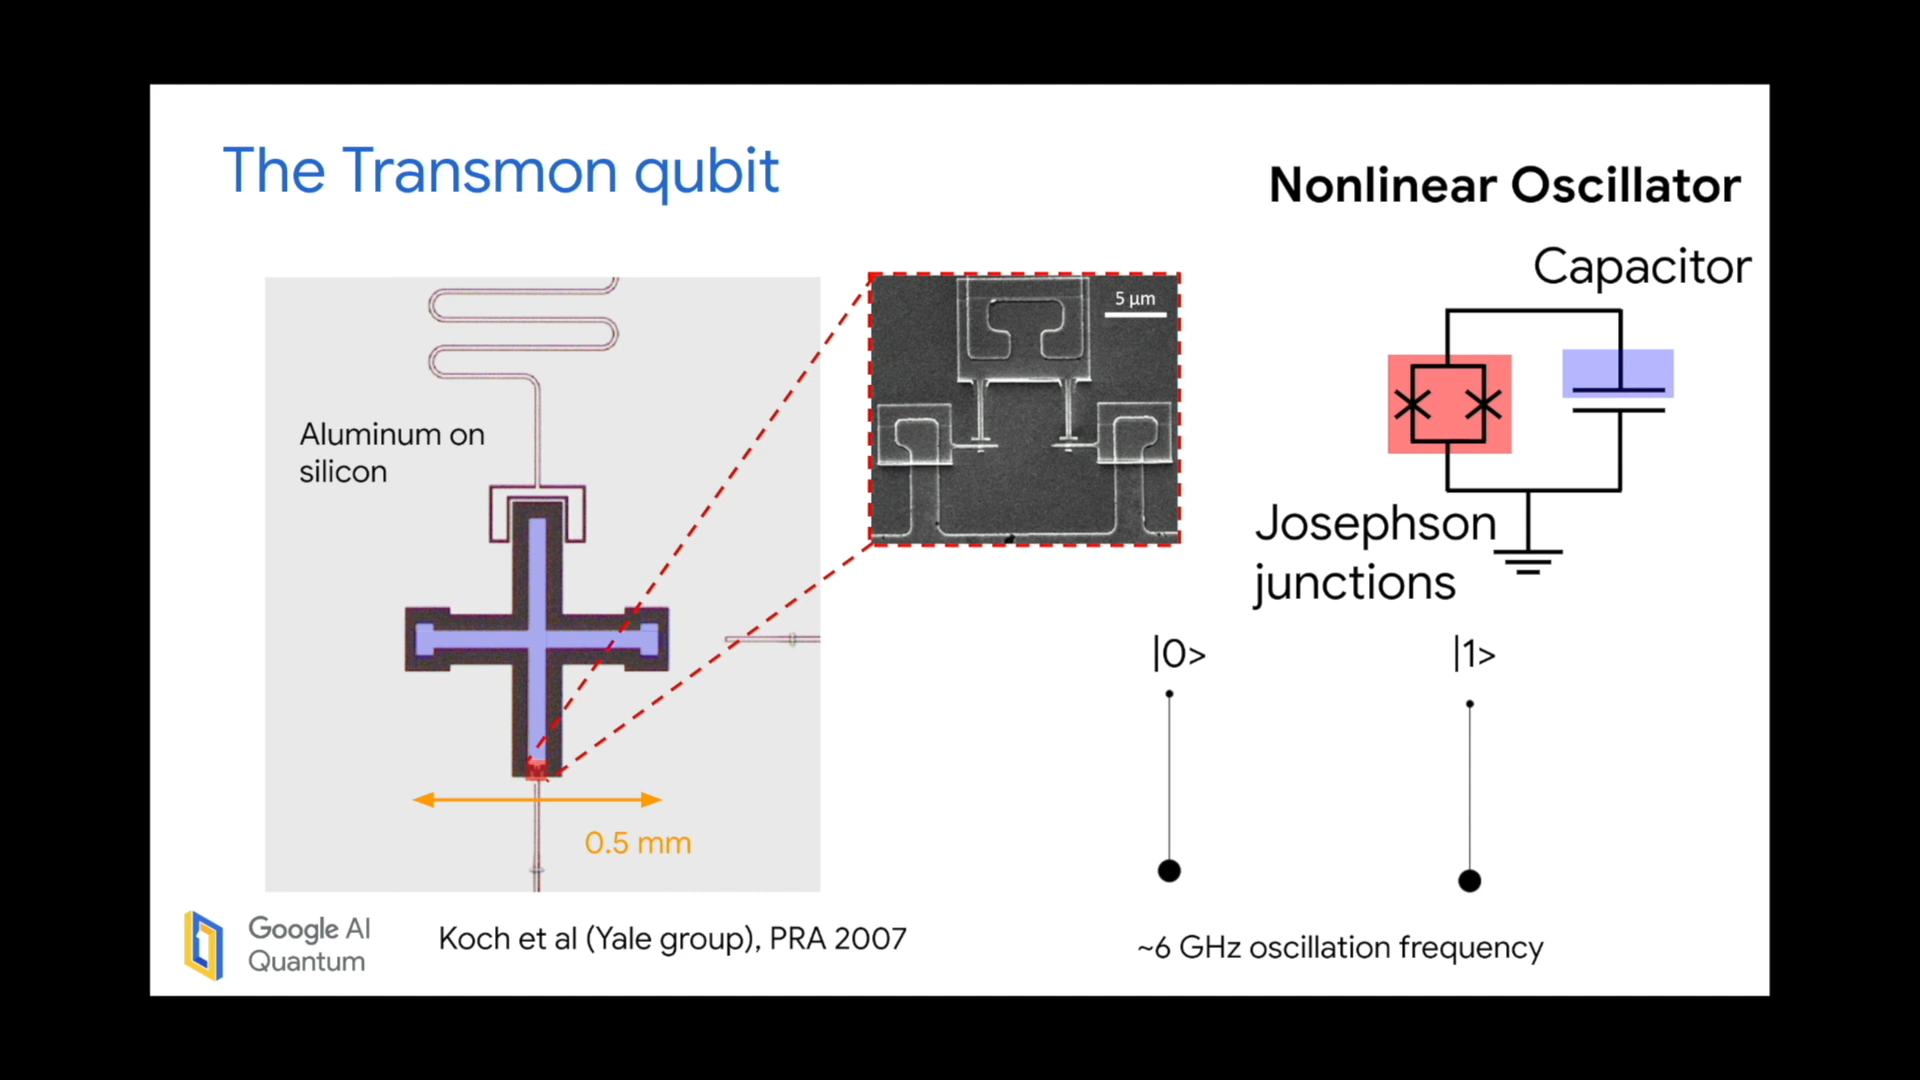 The Transmon qubit
Nonlinear Oscillator
Capacitor
5 μm
Aluminum on
silicon
Josephson
junctions
|0>
|1>
0.5 mm
Google AI
Quantum
Koch et al (Yale group), PRA 2007
~6 GHz oscillation frequency